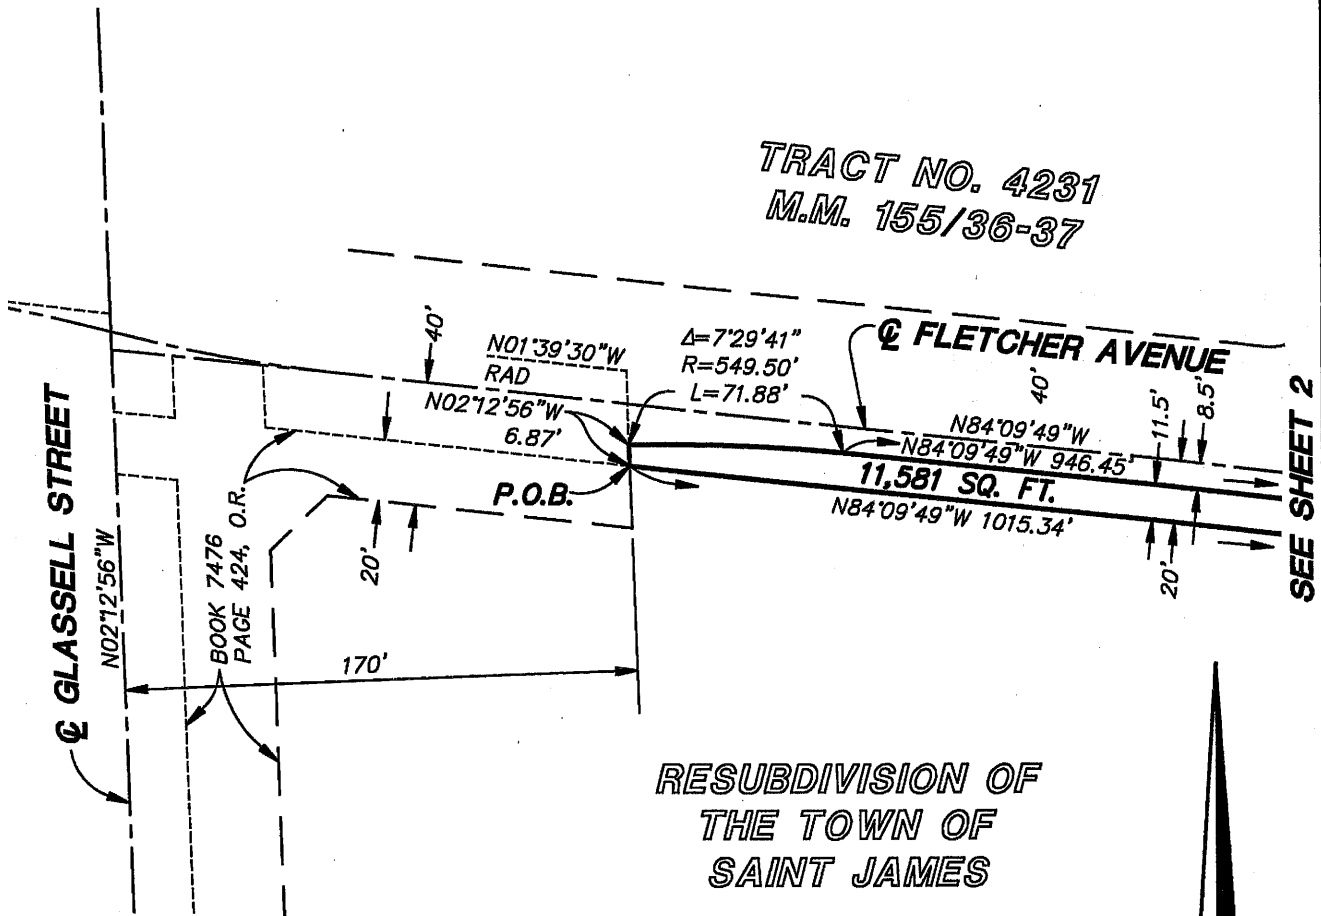 TRACT NO. 4231
M.M. 155/36-37
40'
N01°39'30"W
RAD
N02°12'56"W
6.87'
Δ=7°29'41"
R=549.50'
L=71.88'
℄ FLETCHER AVENUE
40'
11.5'
8.5'
N84°09'49"W
N84°09'49"W 946.45'
11,581 SQ. FT.
N84°09'49"W 1015.34'
P.O.B.
20'
20'
SEE SHEET 2
℄ GLASSELL STREET
N02°12'56"W
BOOK 7476
PAGE 424, O.R.
170'
RESUBDIVISION OF
THE TOWN OF
SAINT JAMES